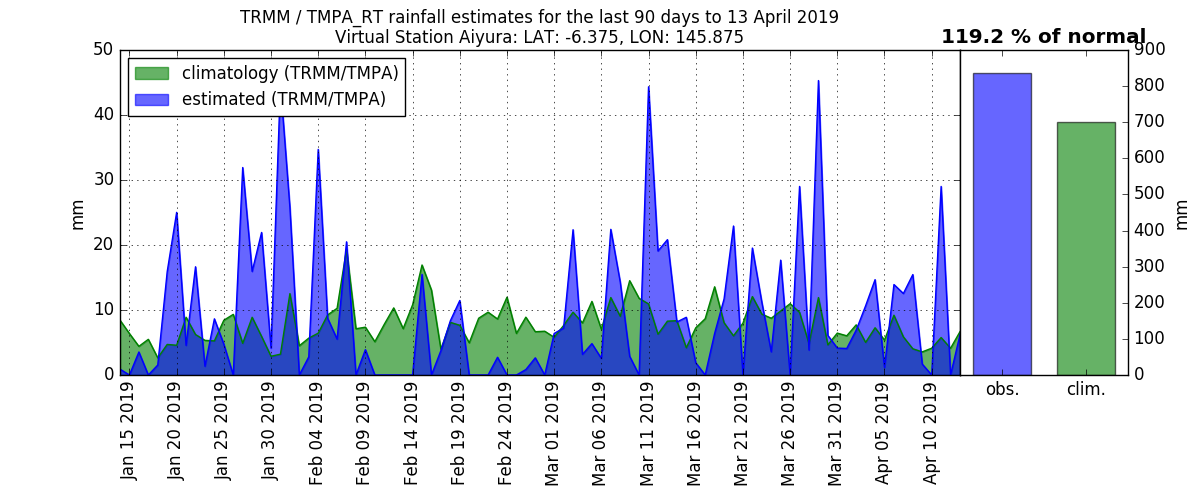 TRMM / TMPA_RT rainfall estimates for the last 90 days to 13 April 2019
Virtual Station Aiyura: LAT: -6.375, LON: 145.875
119.2 % of normal
climatology (TRMM/TMPA)
estimated (TRMM/TMPA)
50
40
30
20
10
0
mm
900
800
700
600
500
400
300
200
100
0
mm
obs.
clim.
Jan 15 2019
Jan 20 2019
Jan 25 2019
Jan 30 2019
Feb 04 2019
Feb 09 2019
Feb 14 2019
Feb 19 2019
Feb 24 2019
Mar 01 2019
Mar 06 2019
Mar 11 2019
Mar 16 2019
Mar 21 2019
Mar 26 2019
Mar 31 2019
Apr 05 2019
Apr 10 2019